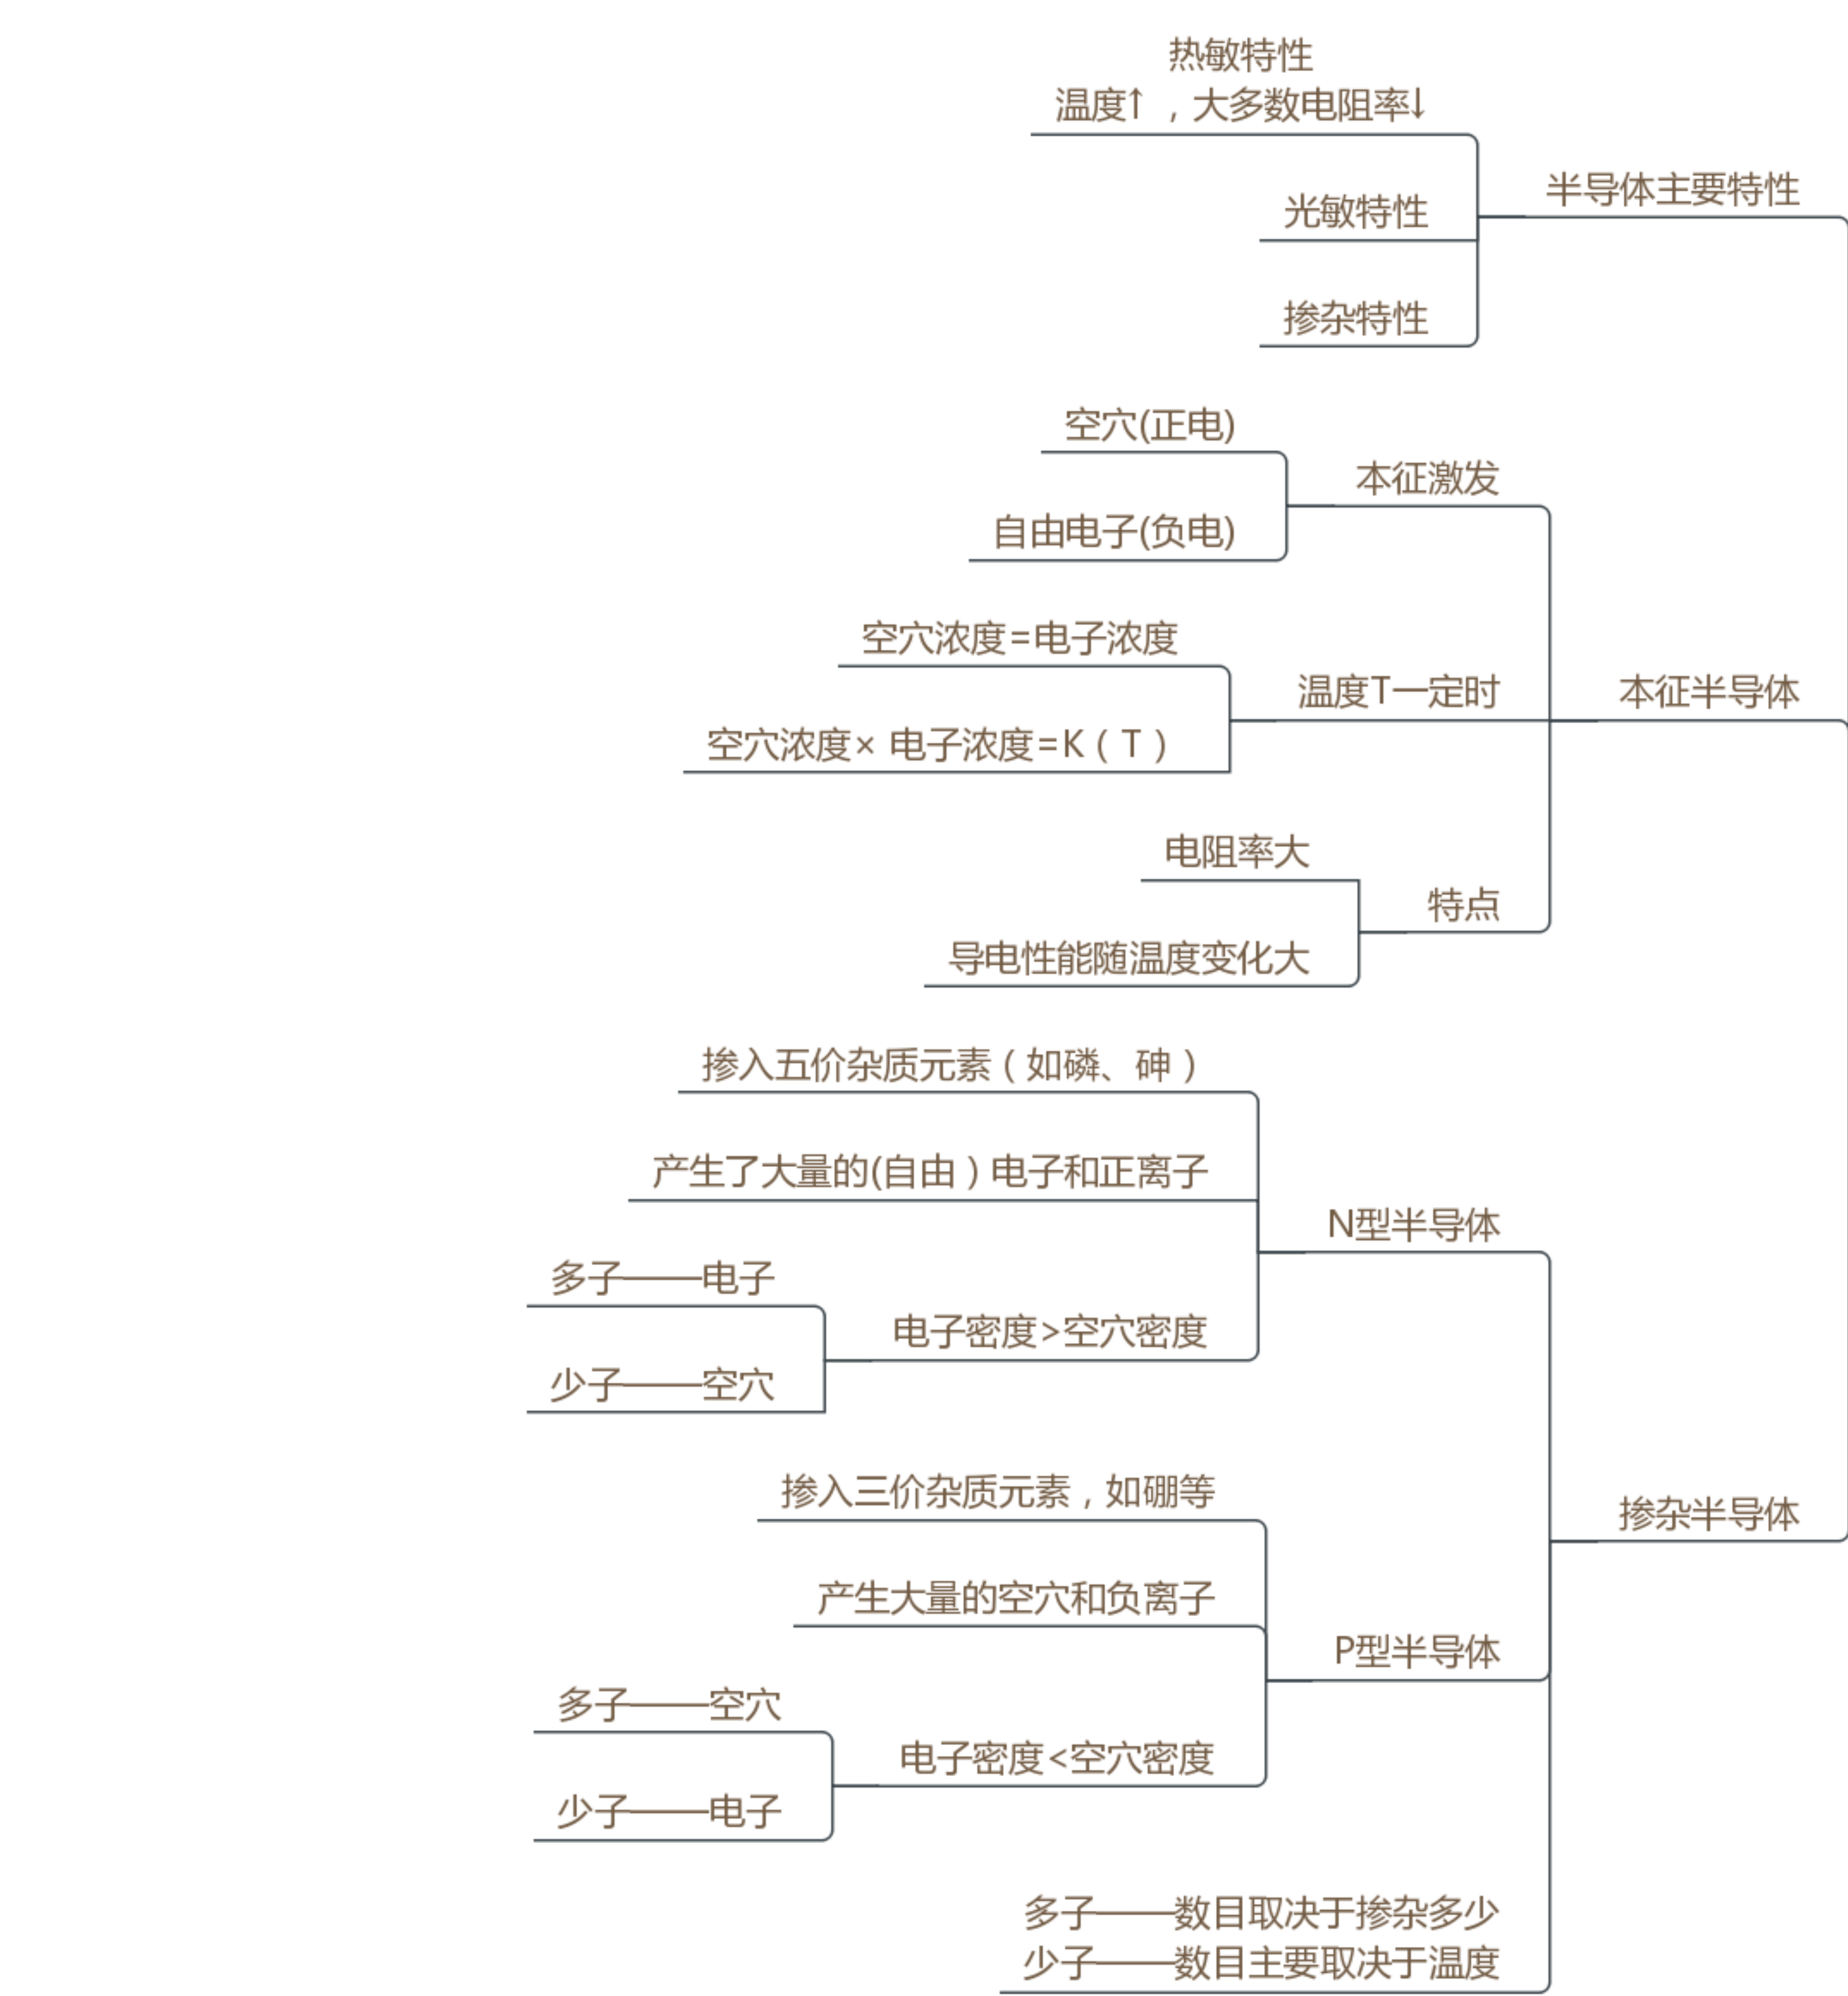 热敏特性
温度↑，大多数电阻率↓
半导体主要特性
光敏特性
掺杂特性
空穴(正电)
本征激发
自由电子(负电)
空穴浓度=电子浓度
温度T一定时
本征半导体
空穴浓度× 电子浓度=K（T）
电阻率大
特点
导电性能随温度变化大
掺入五价杂质元素（如磷、砷）
产生了大量的(自由）电子和正离子
N型半导体
多子——电子
电子密度>空穴密度
少子——空穴
掺入三价杂质元素，如硼等
掺杂半导体
产生大量的空穴和负离子
P型半导体
多子——空穴
电子密度<空穴密度
少子——电子
多子——数目取决于掺杂多少
少子——数目主要取决于温度